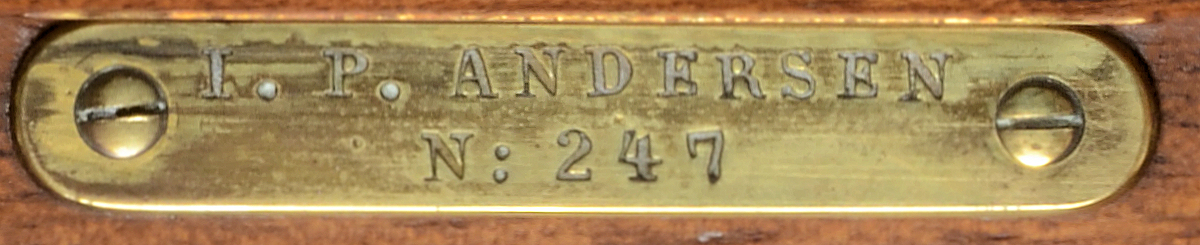 I. P. ANDERSEN
N: 247